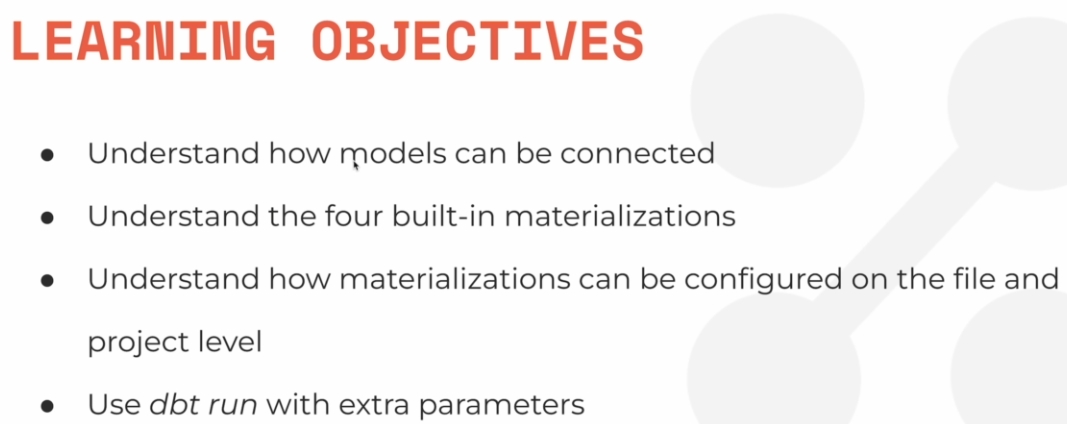 LEARNING OBJECTIVES
● Understand how models can be connected
● Understand the four built-in materializations
● Understand how materializations can be configured on the file and
project level
● Use dbt run with extra parameters